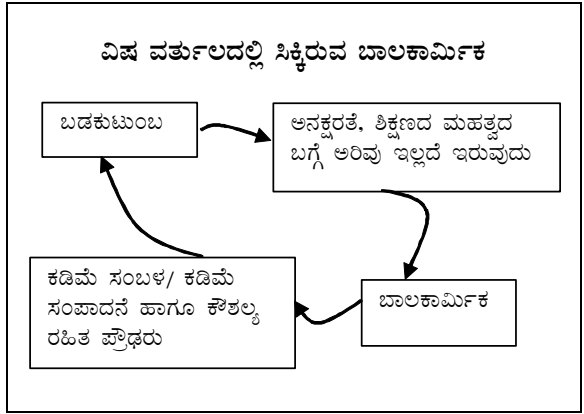 ವಿಷ ವರ್ತುಲದಲ್ಲಿ ಸಿಕ್ಕಿರುವ ಬಾಲಕಾರ್ಮಿಕ
ಬಡಕುಟುಂಬ
ಅನಕ್ಷರತೆ, ಶಿಕ್ಷಣದ ಮಹತ್ವದ
ಬಗ್ಗೆ ಅರಿವು ಇಲ್ಲದೆ ಇರುವುದು
ಬಾಲಕಾರ್ಮಿಕ
ಕಡಿಮೆ ಸಂಬಳ/ ಕಡಿಮೆ
ಸಂಪಾದನೆ ಹಾಗೂ ಕೌಶಲ್ಯ
ರಹಿತ ಪ್ರೌಢರು